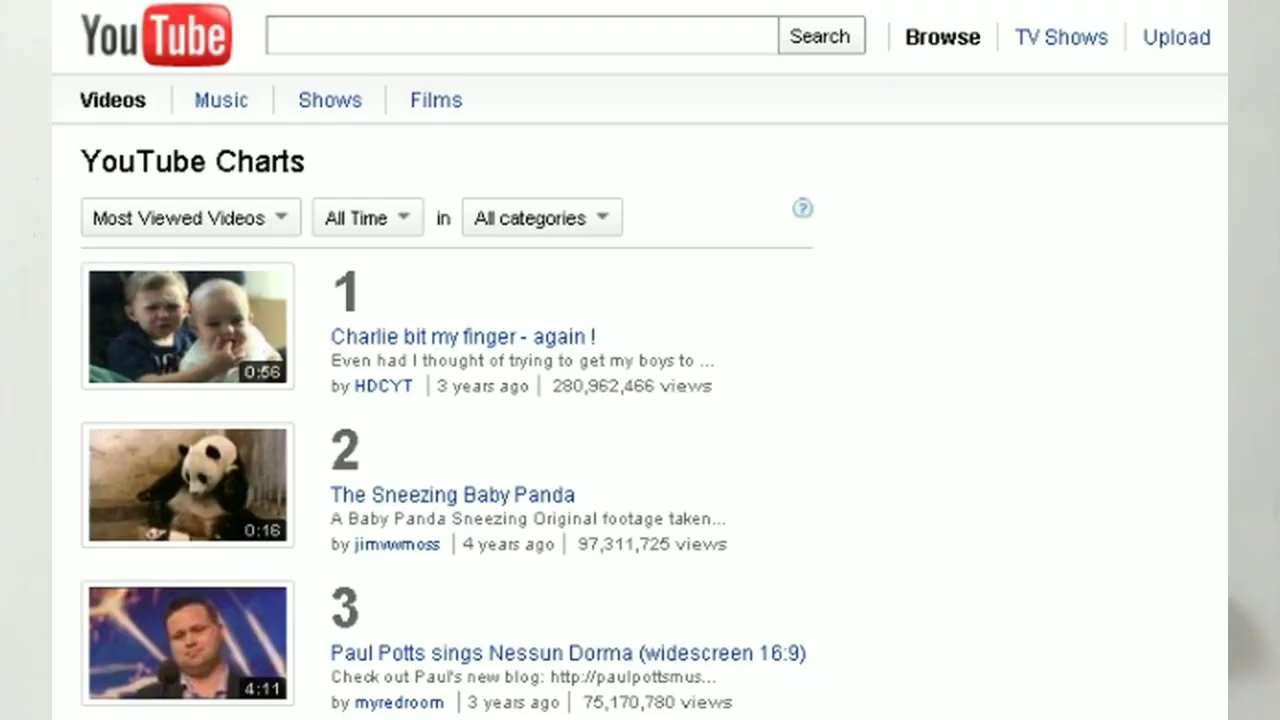 YouTube Search Browse TV Shows Upload
Videos Music Shows Films
YouTube Charts
Most Viewed Videos All Time in All categories ?
1
Charlie bit my finger - again !
Even had I thought of trying to get my boys to ...
0:56
by HDCYT 3 years ago 280,962,466 views
2
The Sneezing Baby Panda
A Baby Panda Sneezing Original footage taken...
0:16
by jimvwmoss 4 years ago 97,311,725 views
3
Paul Potts sings Nessun Dorma (widescreen 16:9)
Check out Paul's new blog: http://paulpottsmus...
4:11
by myredroom 3 years ago 75,170,780 views